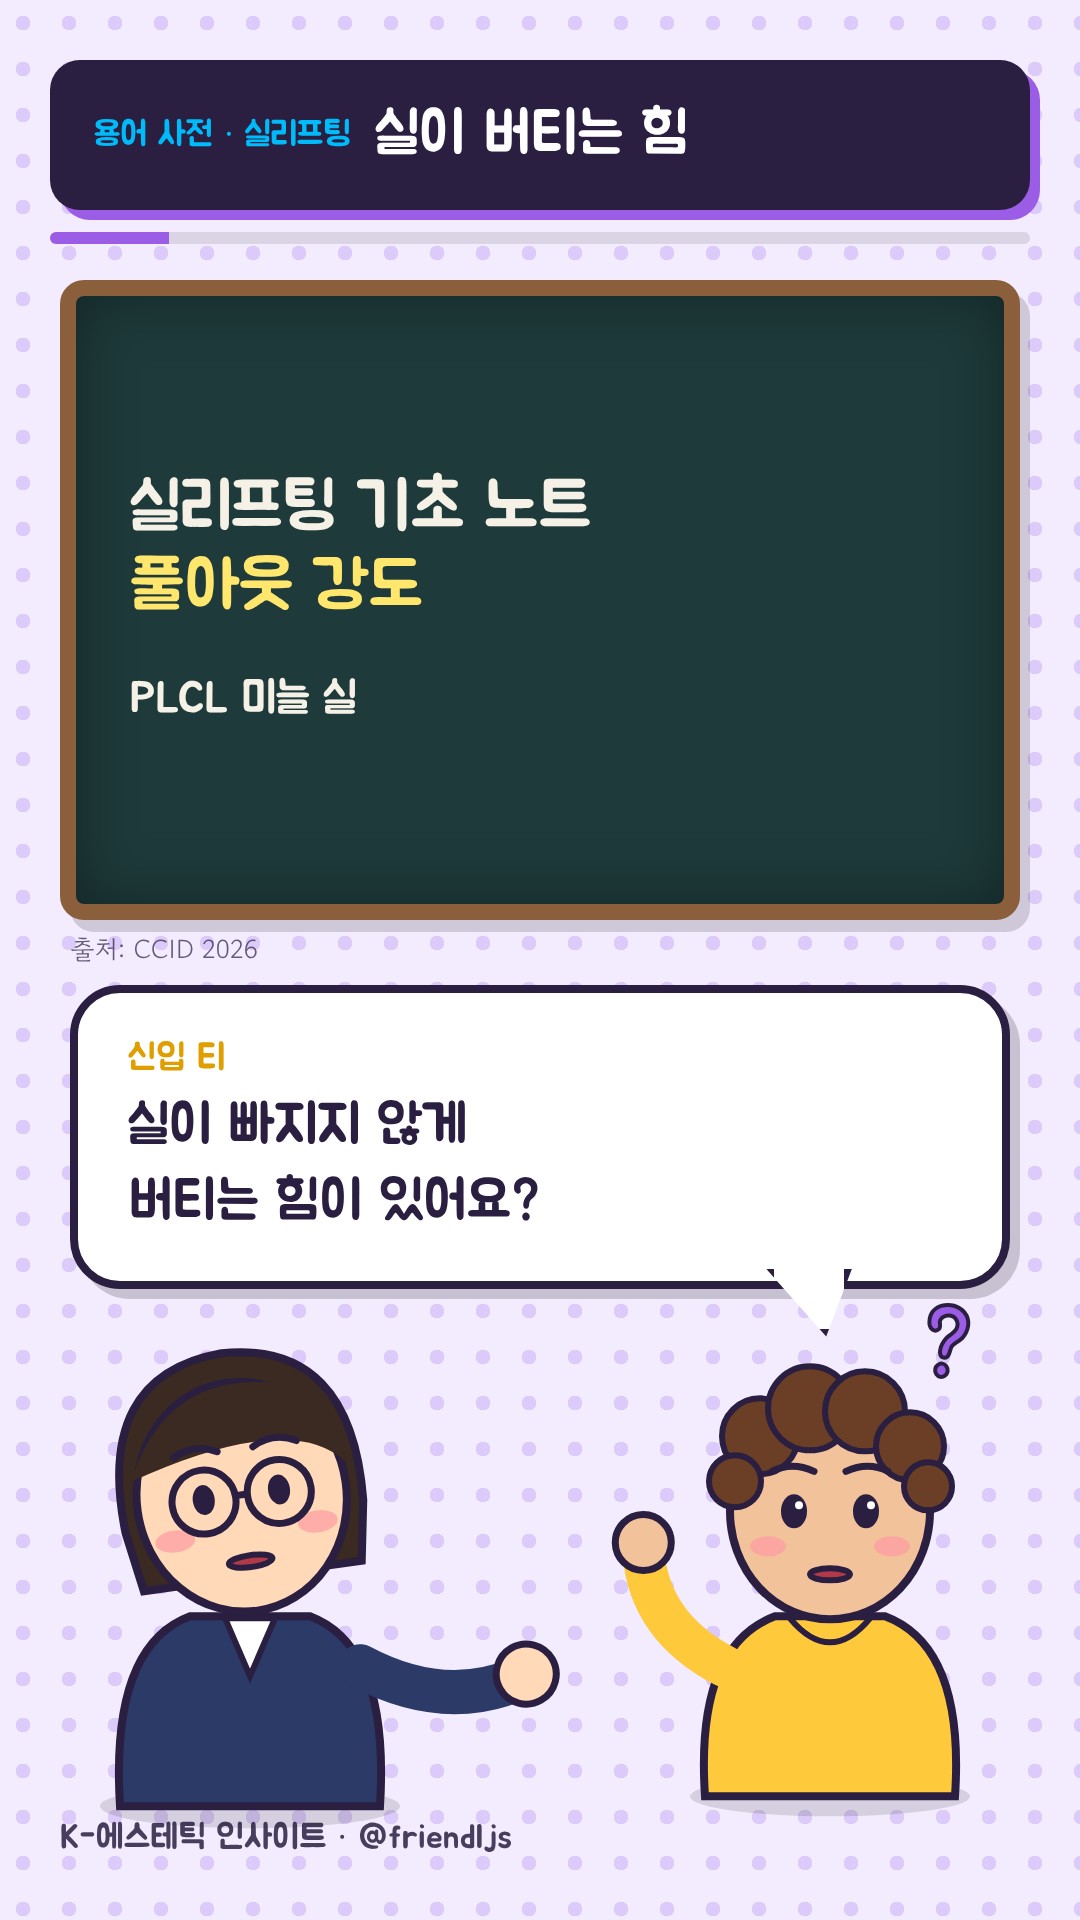 용어 사전 · 실리프팅 실이 버티는 힘
실리프팅 기초 노트
풀아웃 강도
PLCL 미늘 실
출처: CCID 2026
신입 티
실이 빠지지 않게
버티는 힘이 있어요?
?
K-에스테틱 인사이트 · @friendljs